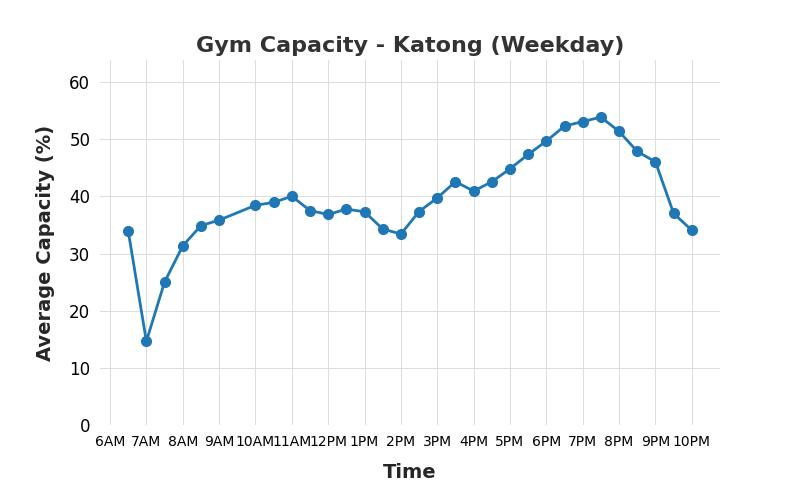 Gym Capacity - Katong (Weekday)
60
50
40
30
20
10
0
Average Capacity (%)
6AM 7AM 8AM 9AM 10AM 11AM 12PM 1PM 2PM 3PM 4PM 5PM 6PM 7PM 8PM 9PM 10PM
Time